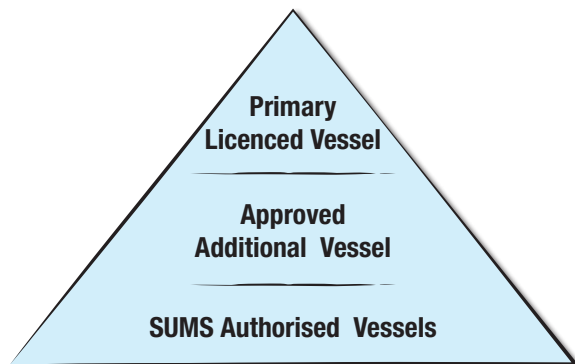 Primary
Licenced Vessel
Approved
Additional Vessel
SUMS Authorised Vessels